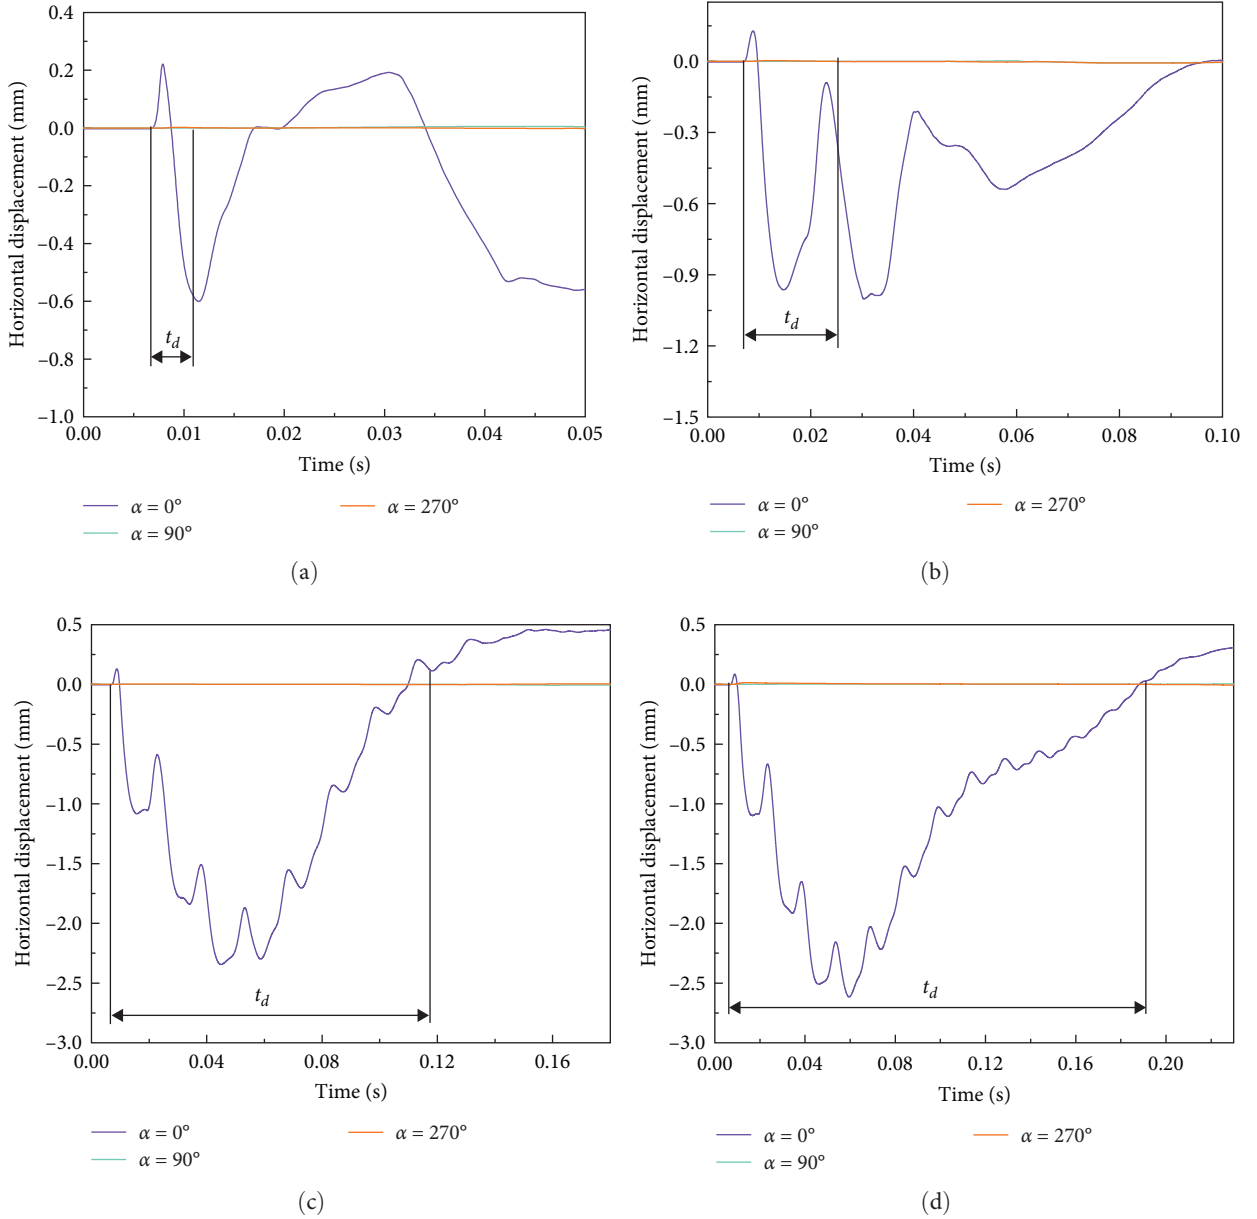 0.4
0.2
0.0
–0.2
–0.4
–0.6
–0.8
–1.0
Horizontal displacement (mm)
t_d
0.00 0.01 0.02 0.03 0.04 0.05
Time (s)
α = 0°
α = 270°
α = 90°
(a)
0.0
–0.3
–0.6
–0.9
–1.2
–1.5
Horizontal displacement (mm)
t_d
0.00 0.02 0.04 0.06 0.08 0.10
Time (s)
α = 0°
α = 270°
α = 90°
(b)
0.5
0.0
–0.5
–1.0
–1.5
–2.0
–2.5
–3.0
Horizontal displacement (mm)
t_d
0.00 0.04 0.08 0.12 0.16
Time (s)
α = 0°
α = 270°
α = 90°
(c)
0.5
0.0
–0.5
–1.0
–1.5
–2.0
–2.5
–3.0
Horizontal displacement (mm)
t_d
0.00 0.04 0.08 0.12 0.16 0.20
Time (s)
α = 0°
α = 270°
α = 90°
(d)